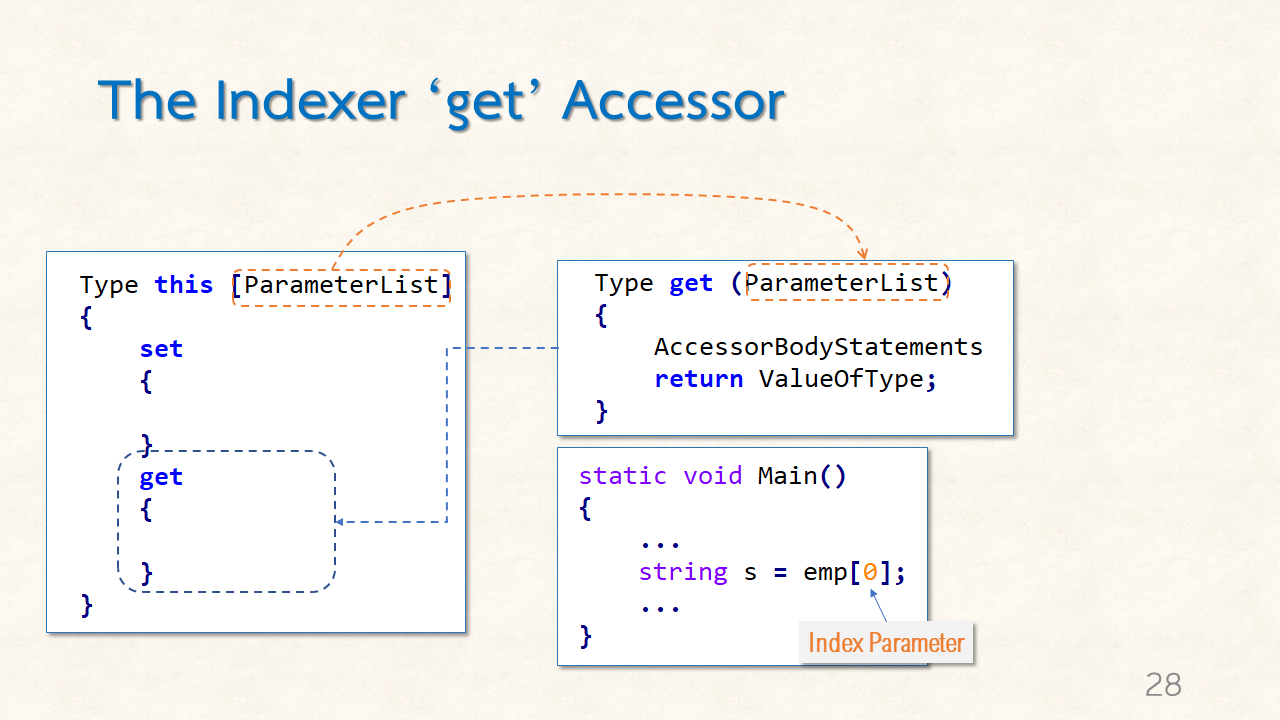 The Indexer ‘get’ Accessor
Type this [ParameterList]
{
set
{
}
get
{
}
}
Type get (ParameterList)
{
AccessorBodyStatements
return ValueOfType;
}
static void Main()
{
...
string s = emp[0];
...
}
Index Parameter
28